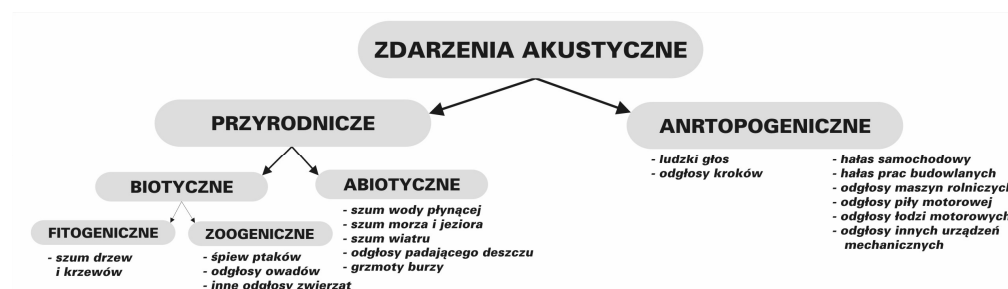 ZDARZENIA AKUSTYCZNE
PRZYRODNICZE
ANRTOPOGENICZNE
- ludzki głos
- odgłosy kroków
- hałas samochodowy
- hałas prac budowlanych
- odgłosy maszyn rolniczych
- odgłosy piły motorowej
- odgłosy łodzi motorowych
- odgłosy innych urządzeń
mechanicznych
BIOTYCZNE
ABIOTYCZNE
- szum wody płynącej
- szum morza i jeziora
- szum wiatru
- odgłosy padającego deszczu
- grzmoty burzy
FITOGENICZNE
- szum drzew
i krzewów
ZOOGENICZNE
- śpiew ptaków
- odgłosy owadów
- inne odgłosy zwierząt